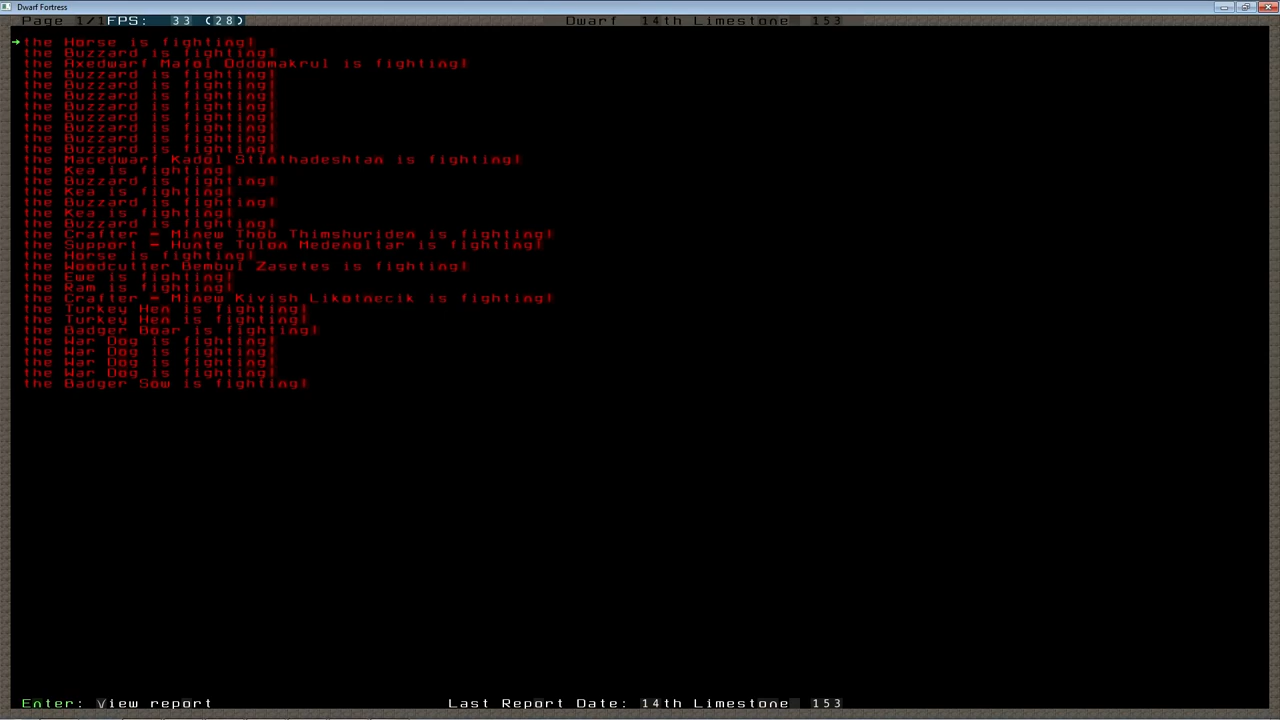 Dwarf Fortress
Page 1/1 FPS: 33 (28) Dwarf 14th Limestone 153
the Horse is fighting!
the Buzzard is fighting!
the Axedwarf Mafol Oddomakrul is fighting!
the Buzzard is fighting!
the Buzzard is fighting!
the Buzzard is fighting!
the Buzzard is fighting!
the Buzzard is fighting!
the Buzzard is fighting!
the Buzzard is fighting!
the Buzzard is fighting!
the Macedwarf Kadol Stinthadeshtan is fighting!
the Kea is fighting!
the Buzzard is fighting!
the Kea is fighting!
the Buzzard is fighting!
the Kea is fighting!
the Buzzard is fighting!
the Crafter - Minew Thob Thimshuriden is fighting!
the Support - Hunte Tulon Medenoltar is fighting!
the Horse is fighting!
the Woodcutter Bembul Zasetes is fighting!
the Ewe is fighting!
the Ram is fighting!
the Crafter - Minew Kivish Likotnecik is fighting!
the Turkey Hen is fighting!
the Turkey Hen is fighting!
the Badger Boar is fighting!
the War Dog is fighting!
the War Dog is fighting!
the War Dog is fighting!
the War Dog is fighting!
the Badger Sow is fighting!
Enter: View report Last Report Date: 14th Limestone 153